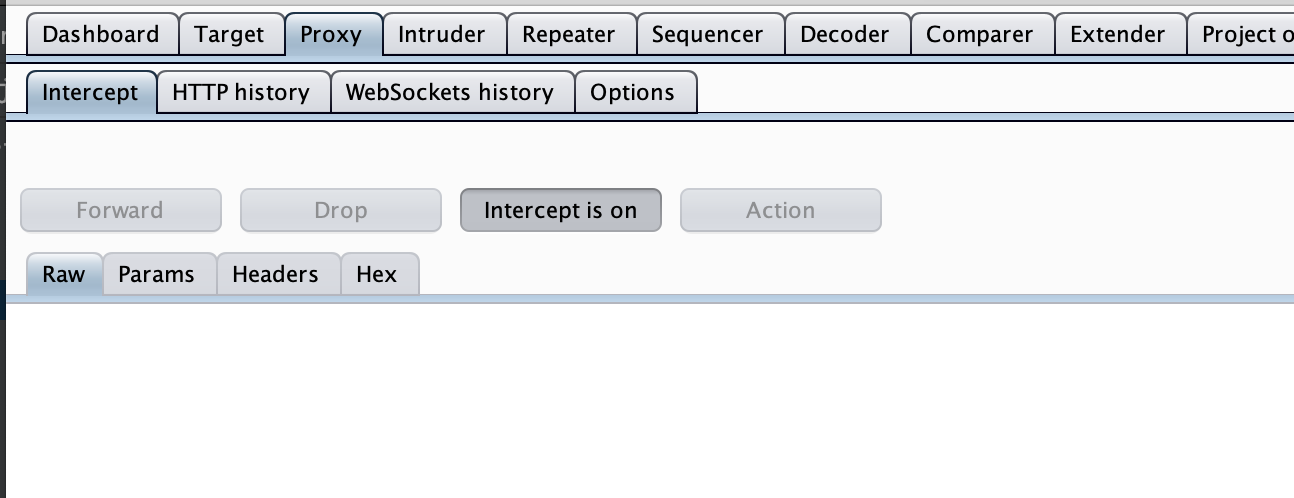 Dashboard Target Proxy Intruder Repeater Sequencer Decoder Comparer Extender Project o
Intercept HTTP history WebSockets history Options
Forward Drop Intercept is on Action
Raw Params Headers Hex